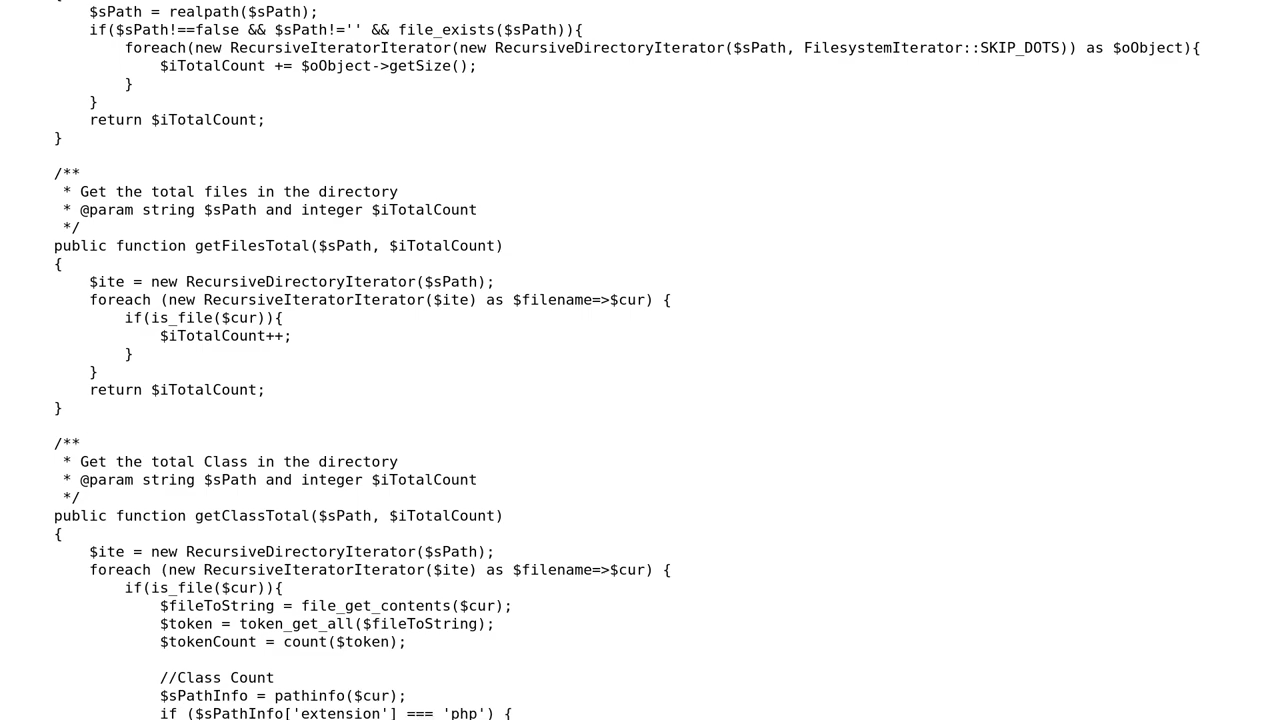 $sPath = realpath($sPath);
if($sPath!==false && $sPath!='' && file_exists($sPath)){
foreach(new RecursiveIteratorIterator(new RecursiveDirectoryIterator($sPath, FilesystemIterator::SKIP_DOTS)) as $oObject){
$iTotalCount += $oObject->getSize();
}
}
return $iTotalCount;
}
/**
* Get the total files in the directory
* @param string $sPath and integer $iTotalCount
*/
public function getFilesTotal($sPath, $iTotalCount)
{
$ite = new RecursiveDirectoryIterator($sPath);
foreach (new RecursiveIteratorIterator($ite) as $filename=>$cur) {
if(is_file($cur)){
$iTotalCount++;
}
}
return $iTotalCount;
}
/**
* Get the total Class in the directory
* @param string $sPath and integer $iTotalCount
*/
public function getClassTotal($sPath, $iTotalCount)
{
$ite = new RecursiveDirectoryIterator($sPath);
foreach (new RecursiveIteratorIterator($ite) as $filename=>$cur) {
if(is_file($cur)){
$fileToString = file_get_contents($cur);
$token = token_get_all($fileToString);
$tokenCount = count($token);
//Class Count
$sPathInfo = pathinfo($cur);
if ($sPathInfo['extension'] === 'php') {